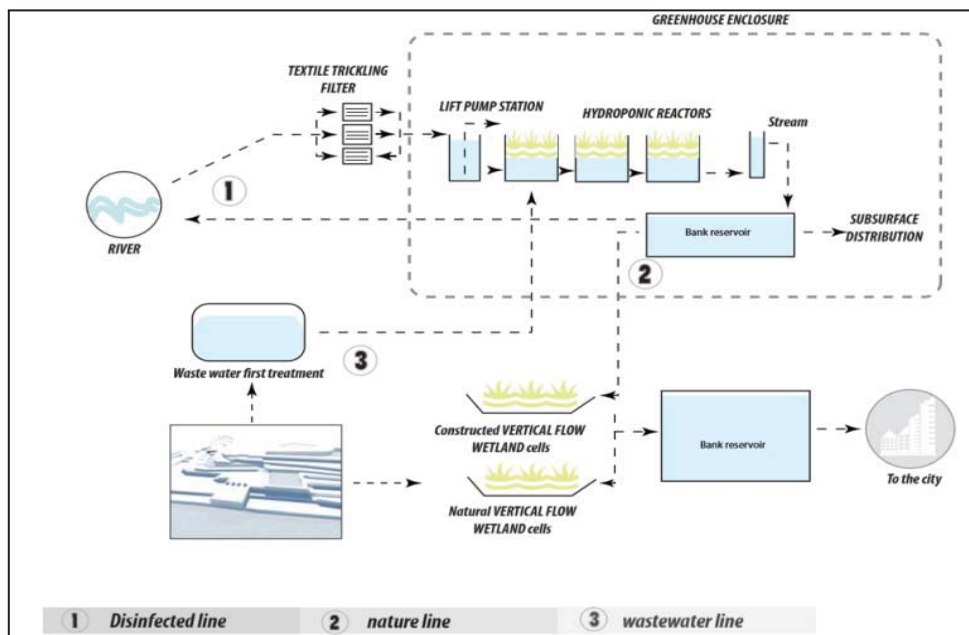 GREENHOUSE ENCLOSURE
TEXTILE TRICKLING
FILTER
LIFT PUMP STATION
HYDROPONIC REACTORS
Stream
1
RIVER
Bank reservoir
SUBSURFACE
DISTRIBUTION
2
3
Waste water first treatment
Constructed VERTICAL FLOW
WETLAND cells
Bank reservoir
To the city
Natural VERTICAL FLOW
WETLAND cells
1 Disinfected line 2 nature line 3 wastewater line